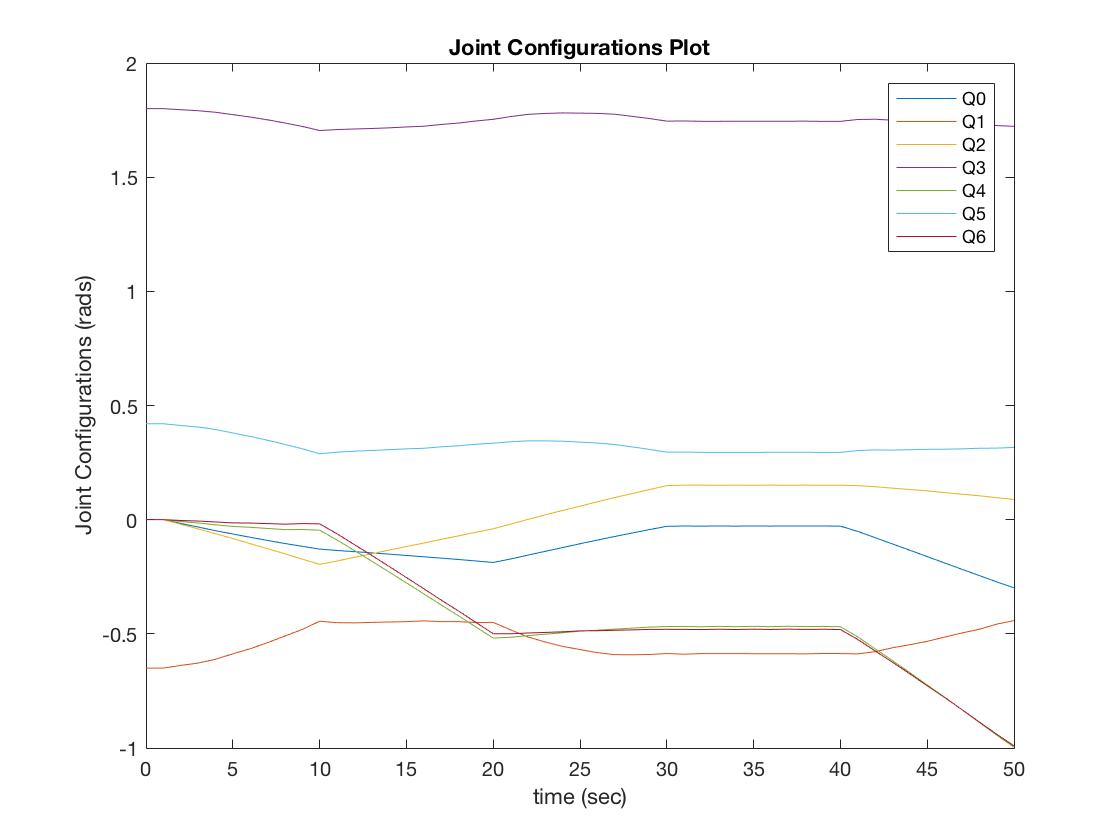 Joint Configurations Plot
2
1.5
1
0.5
0
-0.5
-1
Joint Configurations (rads)
Q0
Q1
Q2
Q3
Q4
Q5
Q6
0 5 10 15 20 25 30 35 40 45 50
time (sec)